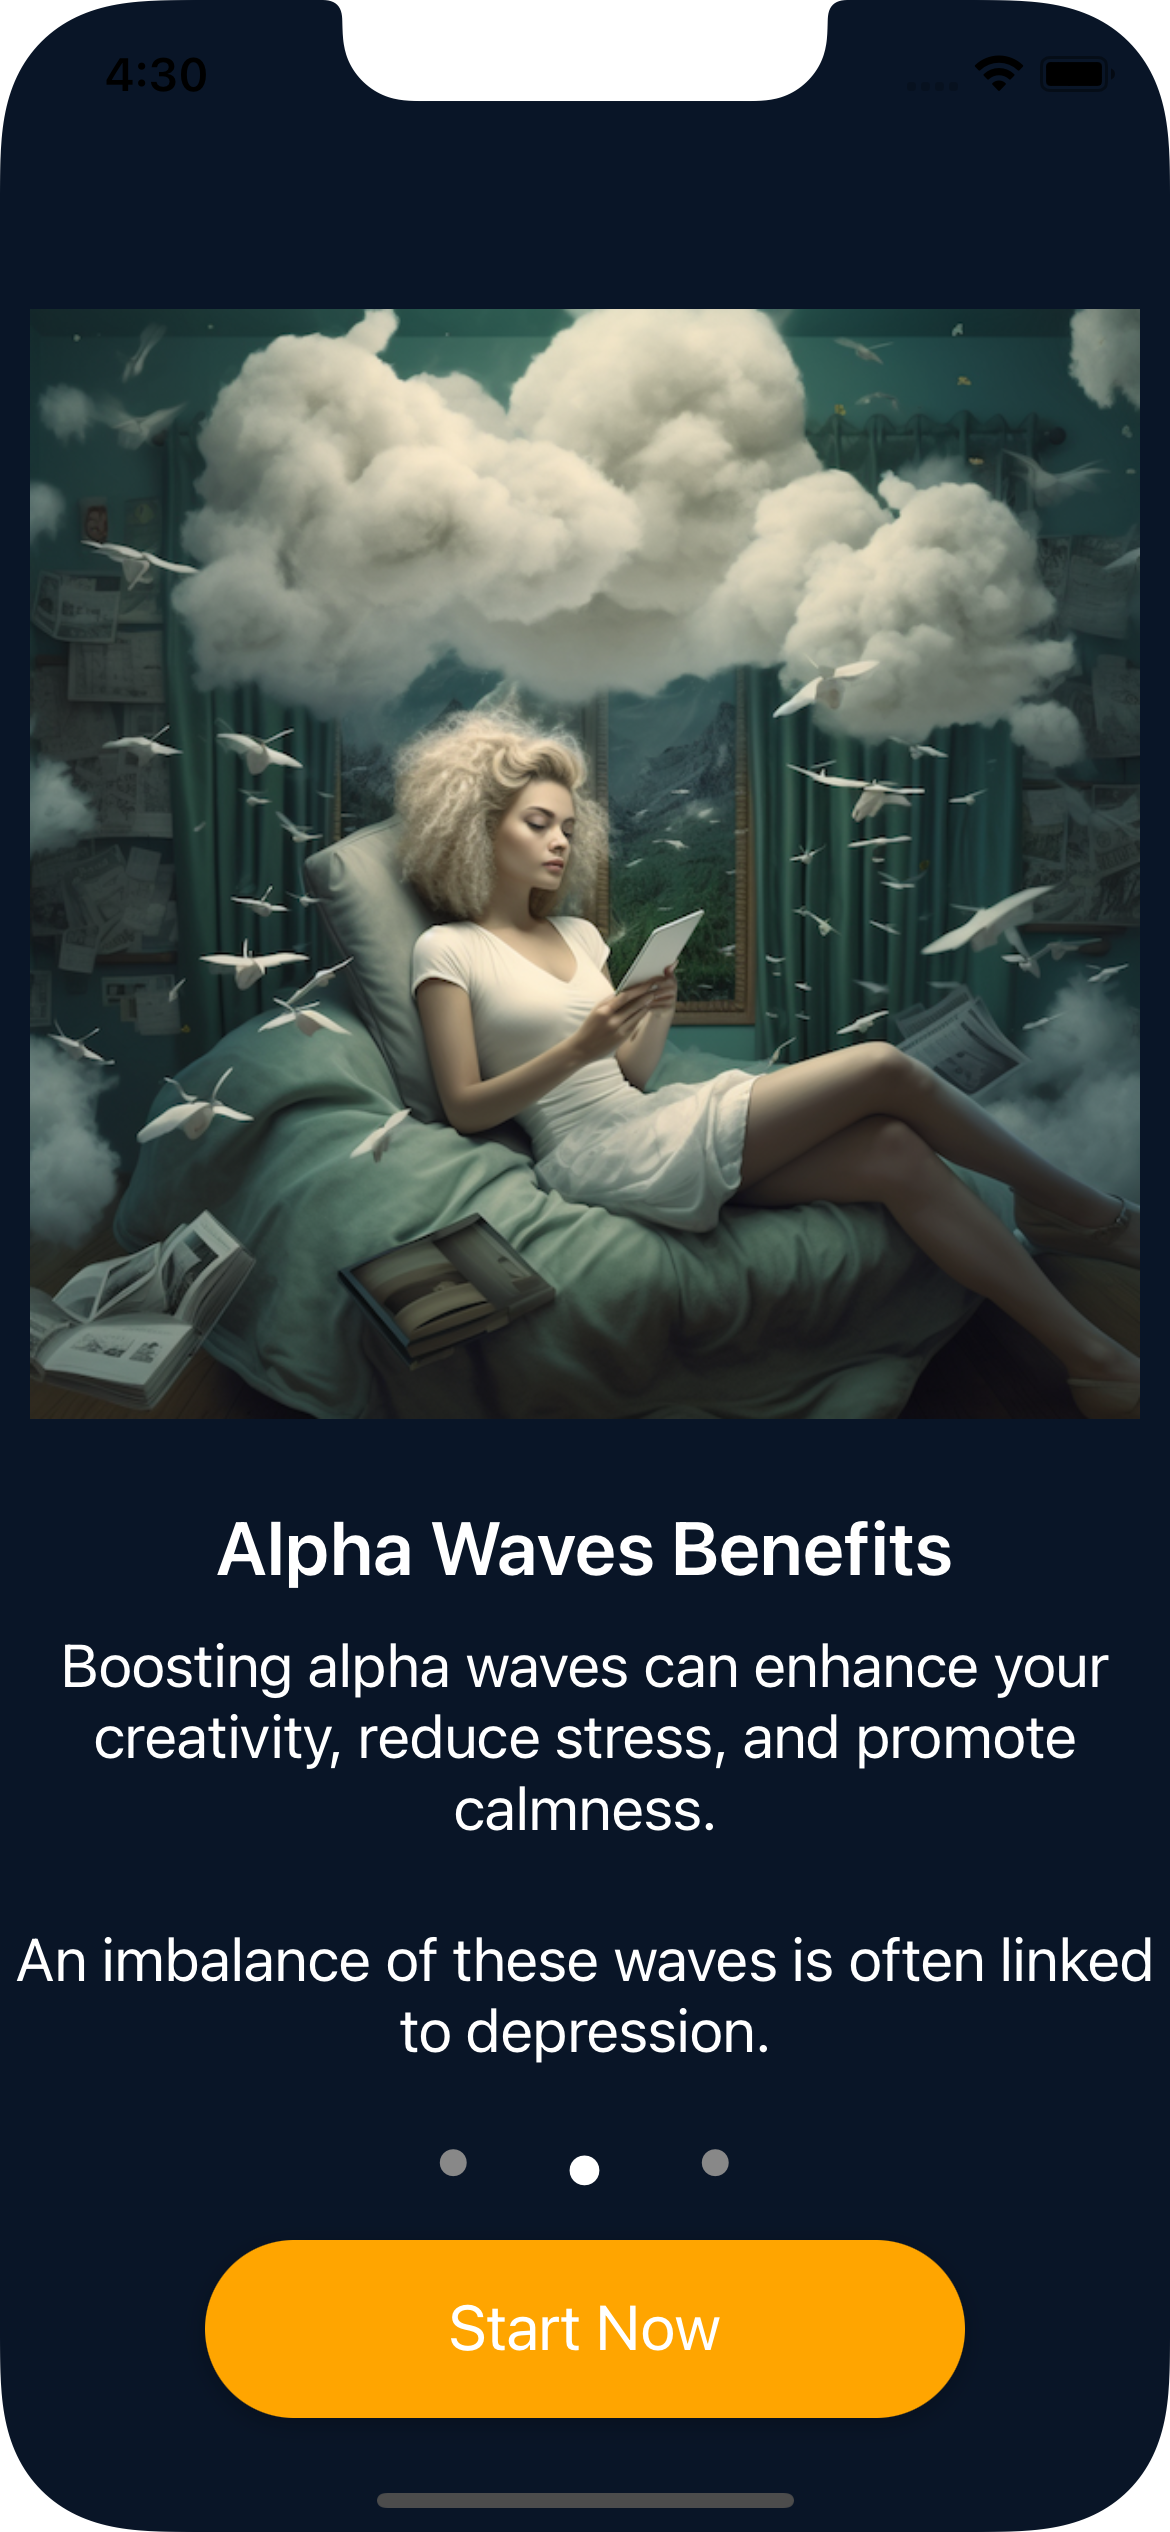 4:30
Alpha Waves Benefits
Boosting alpha waves can enhance your
creativity, reduce stress, and promote
calmness.
An imbalance of these waves is often linked
to depression.
Start Now